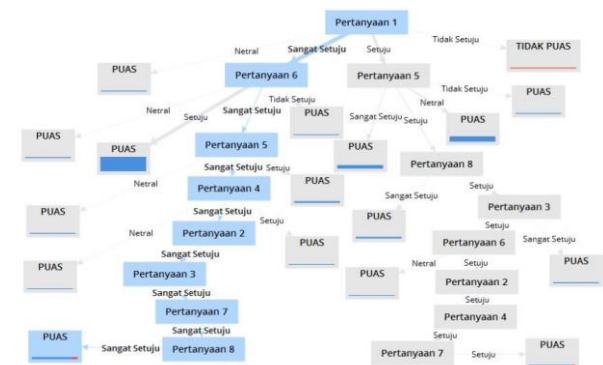 Pertanyaan 1
Netral
Sangat Setuju
Setuju
Tidak Setuju
TIDAK PUAS
PUAS
Pertanyaan 6
Pertanyaan 5
Netral
Setuju
Sangat Setuju
Tidak Setuju
PUAS
Sangat Setuju
Setuju
Netral
PUAS
Tidak Setuju
PUAS
PUAS
PUAS
Pertanyaan 5
PUAS
Pertanyaan 8
Netral
Sangat Setuju
Setuju
Pertanyaan 4
PUAS
Sangat Setuju
Setuju
Pertanyaan 3
PUAS
Netral
Sangat Setuju
Setuju
PUAS
Setuju
Pertanyaan 2
PUAS
Pertanyaan 6
Sangat Setuju
PUAS
Sangat Setuju
Pertanyaan 3
PUAS
Netral
Setuju
PUAS
Pertanyaan 2
Sangat Setuju
Pertanyaan 7
Setuju
Pertanyaan 4
Sangat Setuju
Setuju
PUAS
Sangat Setuju
Pertanyaan 8
Pertanyaan 7
Setuju
PUAS